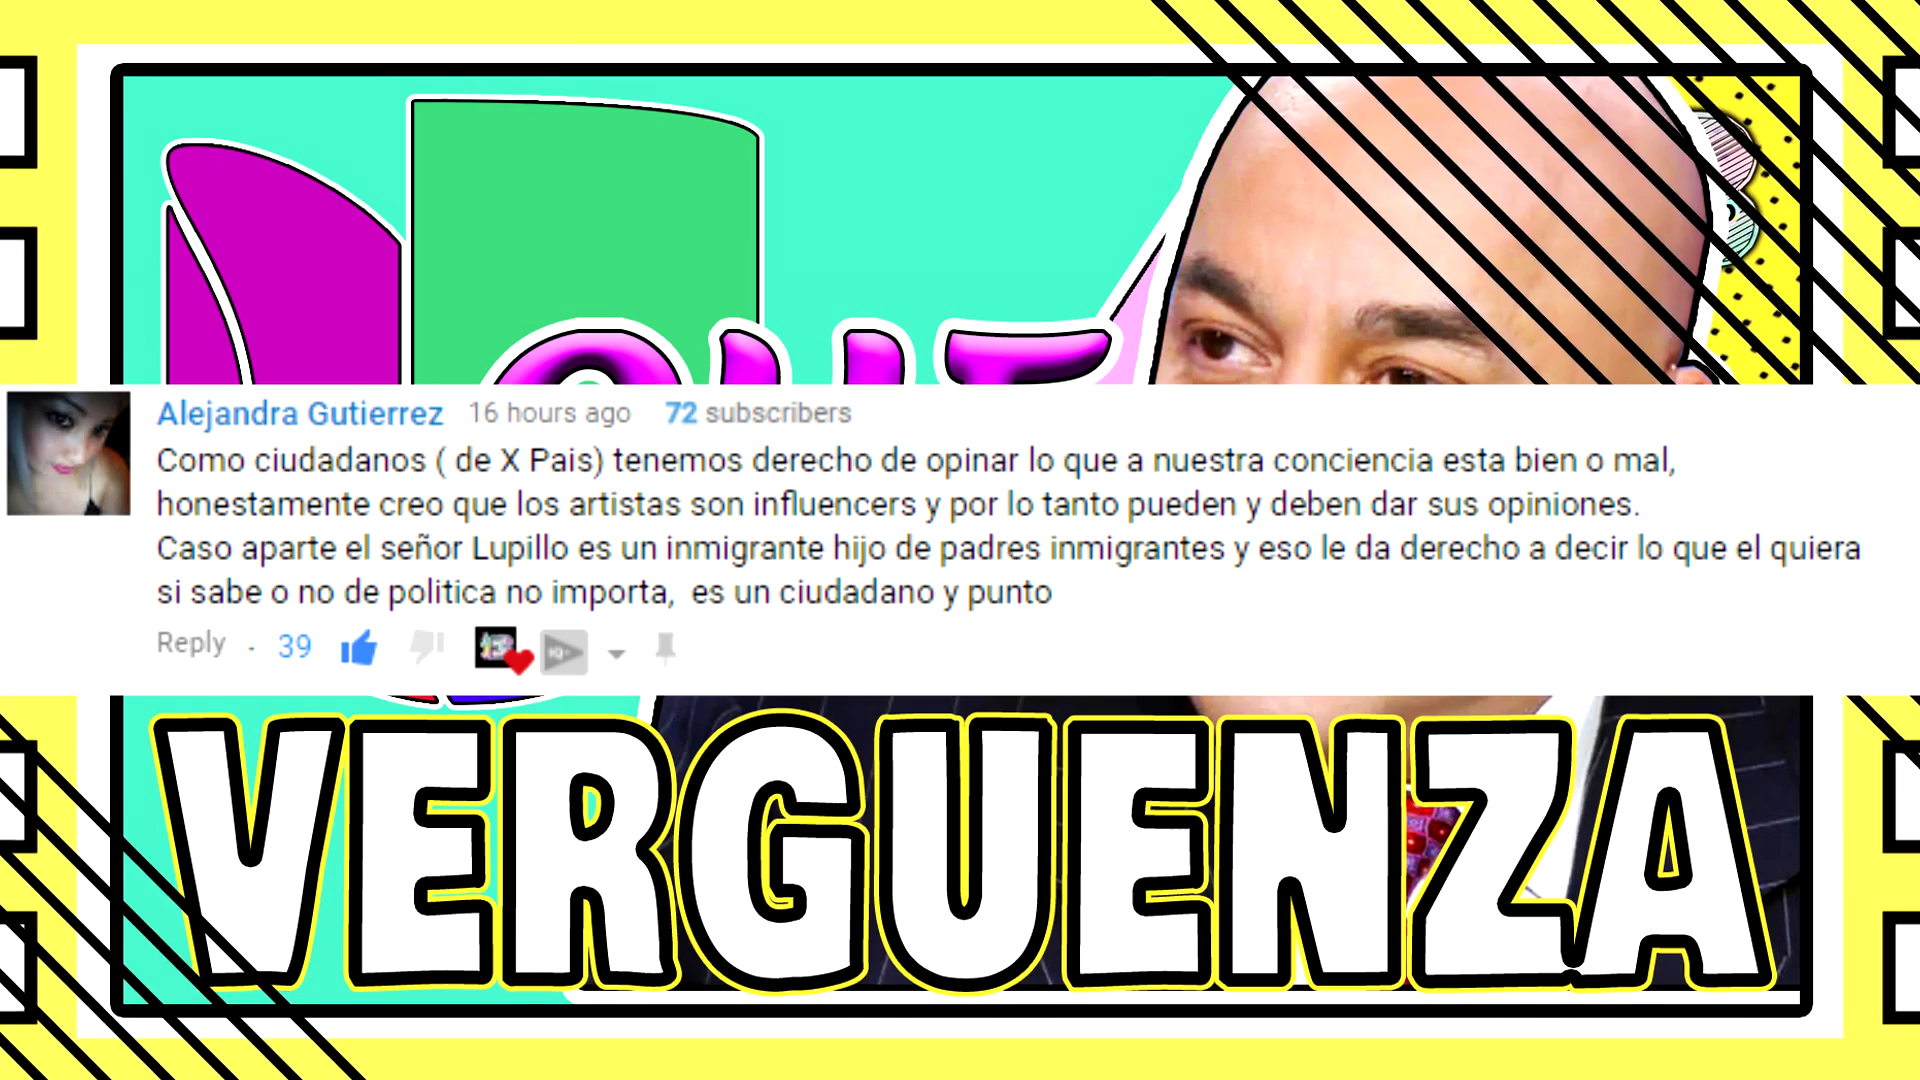 QUE
Alejandra Gutierrez 16 hours ago 72 subscribers
Como ciudadanos ( de X Pais) tenemos derecho de opinar lo que a nuestra conciencia esta bien o mal,
honestamente creo que los artistas son influencers y por lo tanto pueden y deben dar sus opiniones.
Caso aparte el señor Lupillo es un inmigrante hijo de padres inmigrantes y eso le da derecho a decir lo que el quiera
si sabe o no de politica no importa,  es un ciudadano y punto
Reply · 39
VERGUENZA